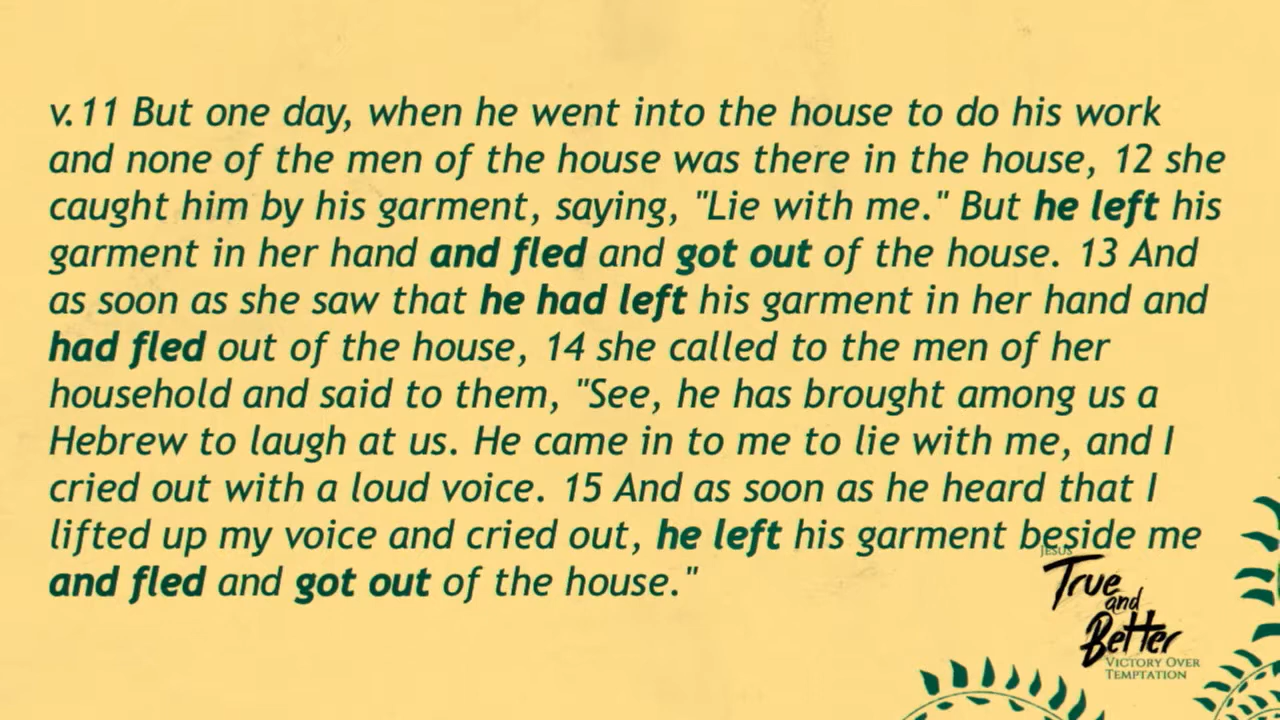 v.11 But one day, when he went into the house to do his work
and none of the men of the house was there in the house, 12 she
caught him by his garment, saying, "Lie with me." But he left his
garment in her hand and fled and got out of the house. 13 And
as soon as she saw that he had left his garment in her hand and
had fled out of the house, 14 she called to the men of her
household and said to them, "See, he has brought among us a
Hebrew to laugh at us. He came in to me to lie with me, and I
cried out with a loud voice. 15 And as soon as he heard that I
lifted up my voice and cried out, he left his garment beside me
and fled and got out of the house."
JESUS
True
and
Better
VICTORY OVER
TEMPTATION